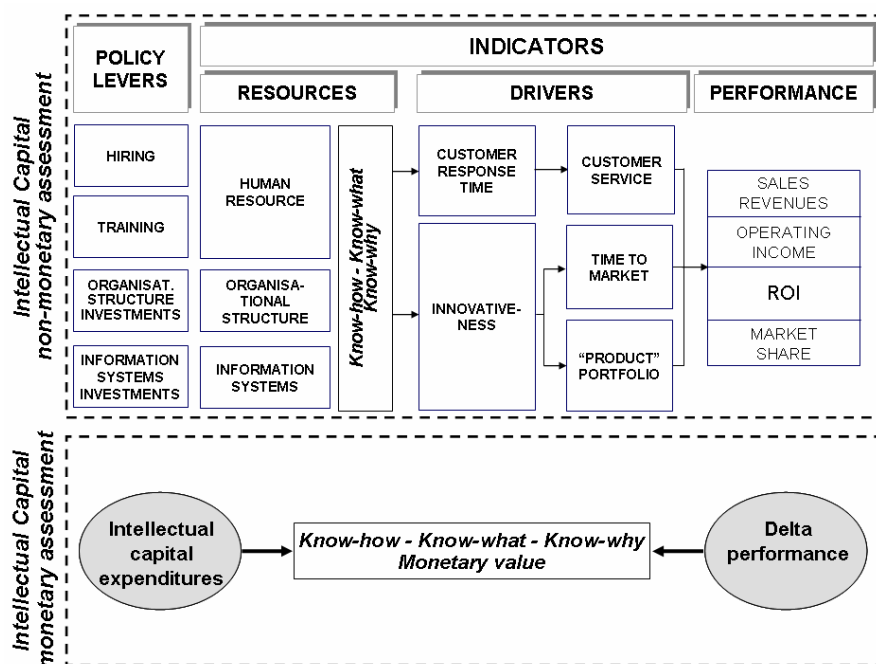 Intellectual Capital
non-monetary assessment
POLICY
LEVERS
INDICATORS
RESOURCES
DRIVERS
PERFORMANCE
HIRING
TRAINING
ORGANISAT.
STRUCTURE
INVESTMENTS
INFORMATION
SYSTEMS
INVESTMENTS
HUMAN
RESOURCE
ORGANISA-
TIONAL
STRUCTURE
INFORMATION
SYSTEMS
Know-how - Know-what
Know-why
CUSTOMER
RESPONSE
TIME
INNOVATIVE-
NESS
CUSTOMER
SERVICE
TIME TO
MARKET
“PRODUCT”
PORTFOLIO
SALES
REVENUES
OPERATING
INCOME
ROI
MARKET
SHARE
Intellectual Capital
monetary assessment
Intellectual
capital
expenditures
Know-how - Know-what - Know-why
Monetary value
Delta
performance